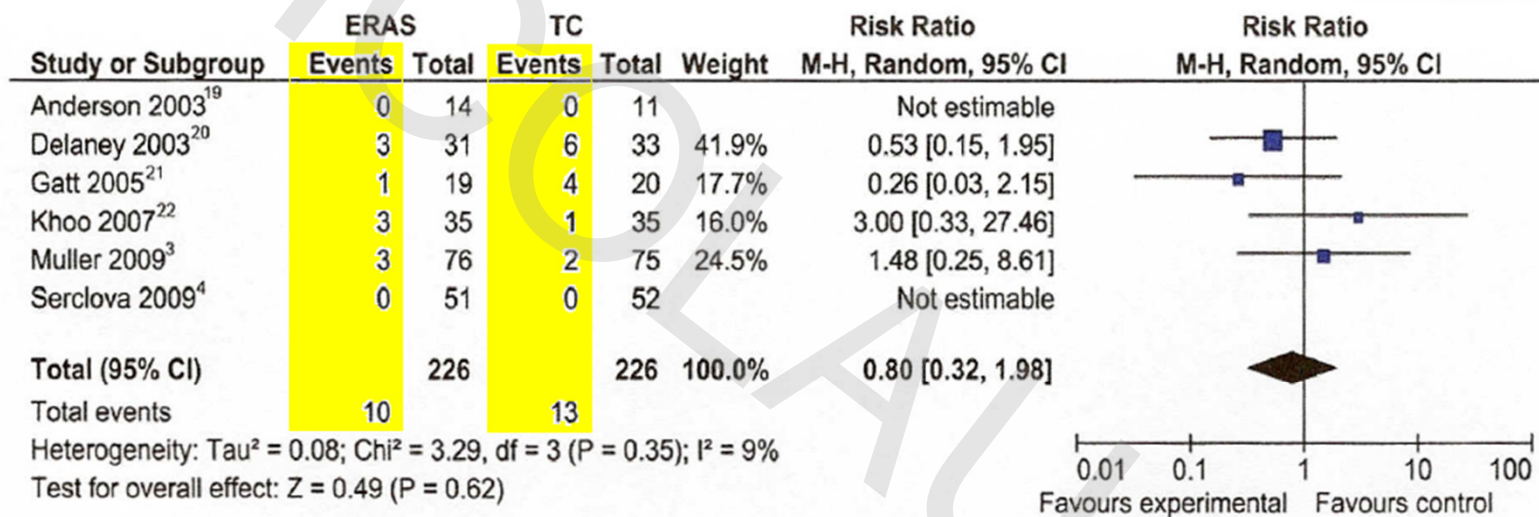 ERAS TC Risk Ratio Risk Ratio
Study or Subgroup Events Total Events Total Weight M-H, Random, 95% CI M-H, Random, 95% CI
Anderson 2003¹⁹ 0 14 0 11 Not estimable
Delaney 2003²⁰ 3 31 6 33 41.9% 0.53 [0.15, 1.95]
Gatt 2005²¹ 1 19 4 20 17.7% 0.26 [0.03, 2.15]
Khoo 2007²² 3 35 1 35 16.0% 3.00 [0.33, 27.46]
Muller 2009³ 3 76 2 75 24.5% 1.48 [0.25, 8.61]
Serclova 2009⁴ 0 51 0 52 Not estimable
Total (95% CI) 226 226 100.0% 0.80 [0.32, 1.98]
Total events 10 13
Heterogeneity: Tau² = 0.08; Chi² = 3.29, df = 3 (P = 0.35); I² = 9%
Test for overall effect: Z = 0.49 (P = 0.62)
0.01 0.1 1 10 100
Favours experimental Favours control